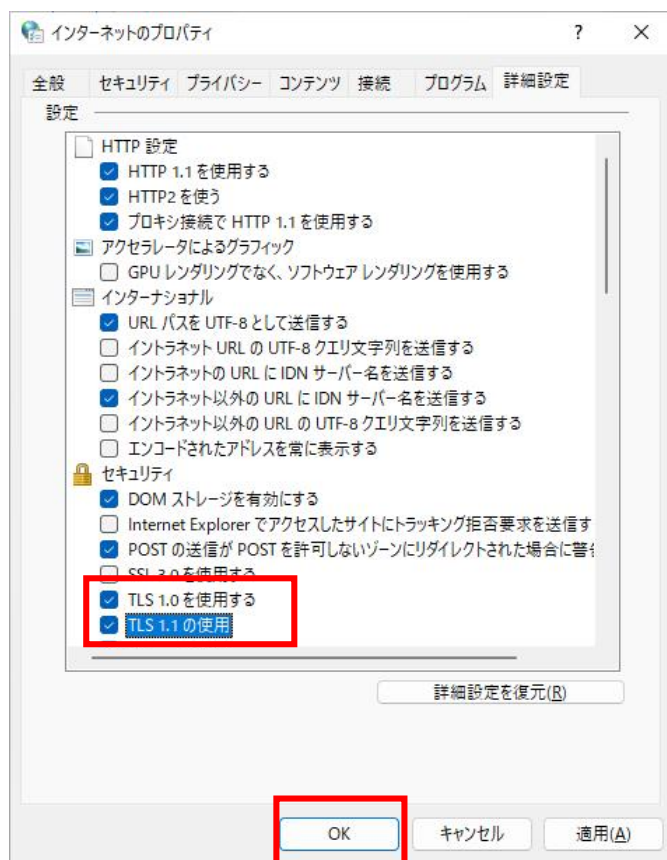 インターネットのプロパティ
?
×
全般 セキュリティ プライバシー コンテンツ 接続 プログラム 詳細設定
設定
HTTP 設定
HTTP 1.1 を使用する
HTTP2 を使う
プロキシ接続で HTTP 1.1 を使用する
アクセラレータによるグラフィック
GPU レンダリングでなく、ソフトウェア レンダリングを使用する
インターナショナル
URL パスを UTF-8 として送信する
イントラネット URL の UTF-8 クエリ文字列を送信する
イントラネットの URL に IDN サーバー名を送信する
イントラネット以外の URL に IDN サーバー名を送信する
イントラネット以外の URL の UTF-8 クエリ文字列を送信する
エンコードされたアドレスを常に表示する
セキュリティ
DOM ストレージを有効にする
Internet Explorer でアクセスしたサイトにトラッキング拒否要求を送信す
POST の送信が POST を許可しないゾーンにリダイレクトされた場合に警告
SSL 3.0 を使用する
TLS 1.0 を使用する
TLS 1.1 の使用
詳細設定を復元(R)
OK キャンセル 適用(A)